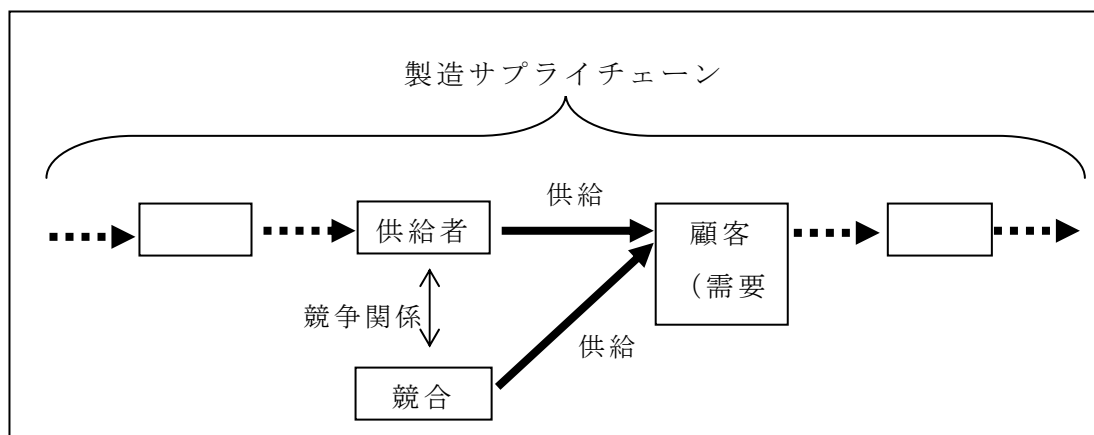 製造サプライチェーン
供給
供給者
顧客
（需要
競争関係
供給
競合